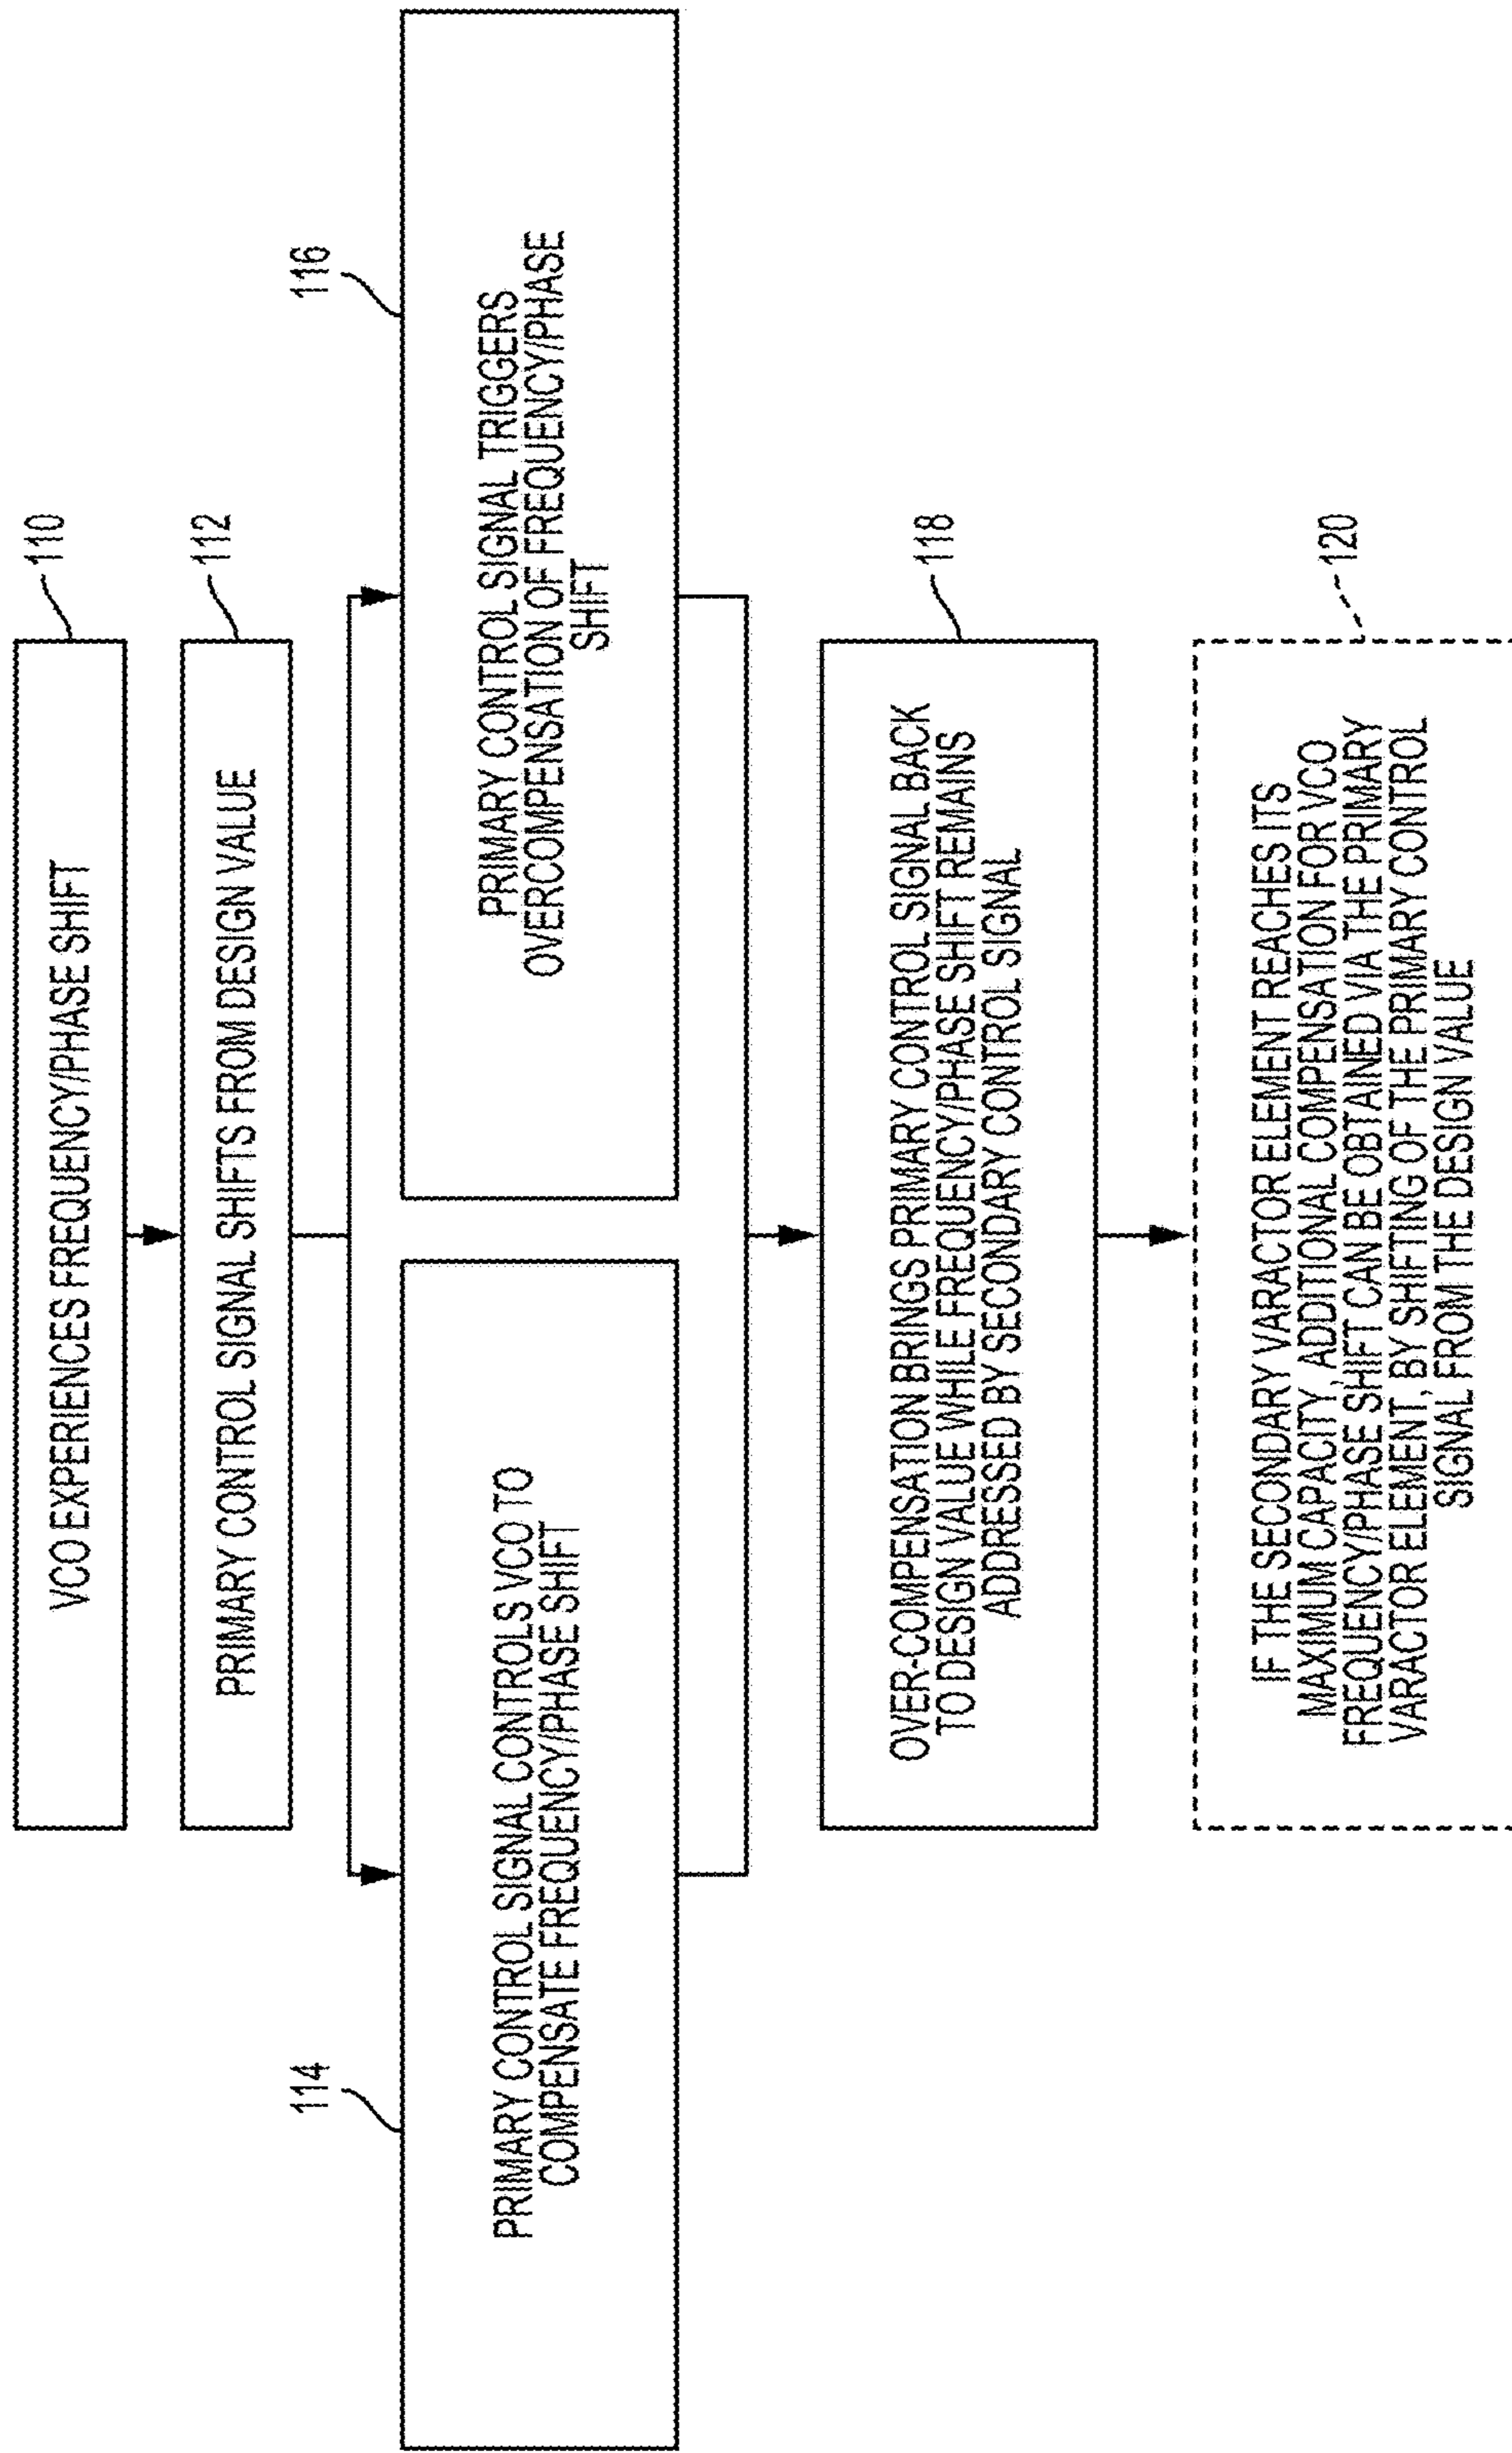 VCO EXPERIENCES FREQUENCY/PHASE SHIFT
110
PRIMARY CONTROL SIGNAL SHIFTS FROM DESIGN VALUE
112
114
PRIMARY CONTROL SIGNAL CONTROLS VCO TO
COMPENSATE FREQUENCY/PHASE SHIFT
116
PRIMARY CONTROL SIGNAL TRIGGERS
OVERCOMPENSATION OF FREQUENCY/PHASE
SHIFT
118
OVER-COMPENSATION BRINGS PRIMARY CONTROL SIGNAL BACK
TO DESIGN VALUE WHILE FREQUENCY/PHASE SHIFT REMAINS
ADDRESSED BY SECONDARY CONTROL SIGNAL
120
IF THE SECONDARY VARACTOR ELEMENT REACHES ITS
MAXIMUM CAPACITY, ADDITIONAL COMPENSATION FOR VCO
FREQUENCY/PHASE SHIFT CAN BE OBTAINED VIA THE PRIMARY
VARACTOR ELEMENT, BY SHIFTING OF THE PRIMARY CONTROL
SIGNAL FROM THE DESIGN VALUE